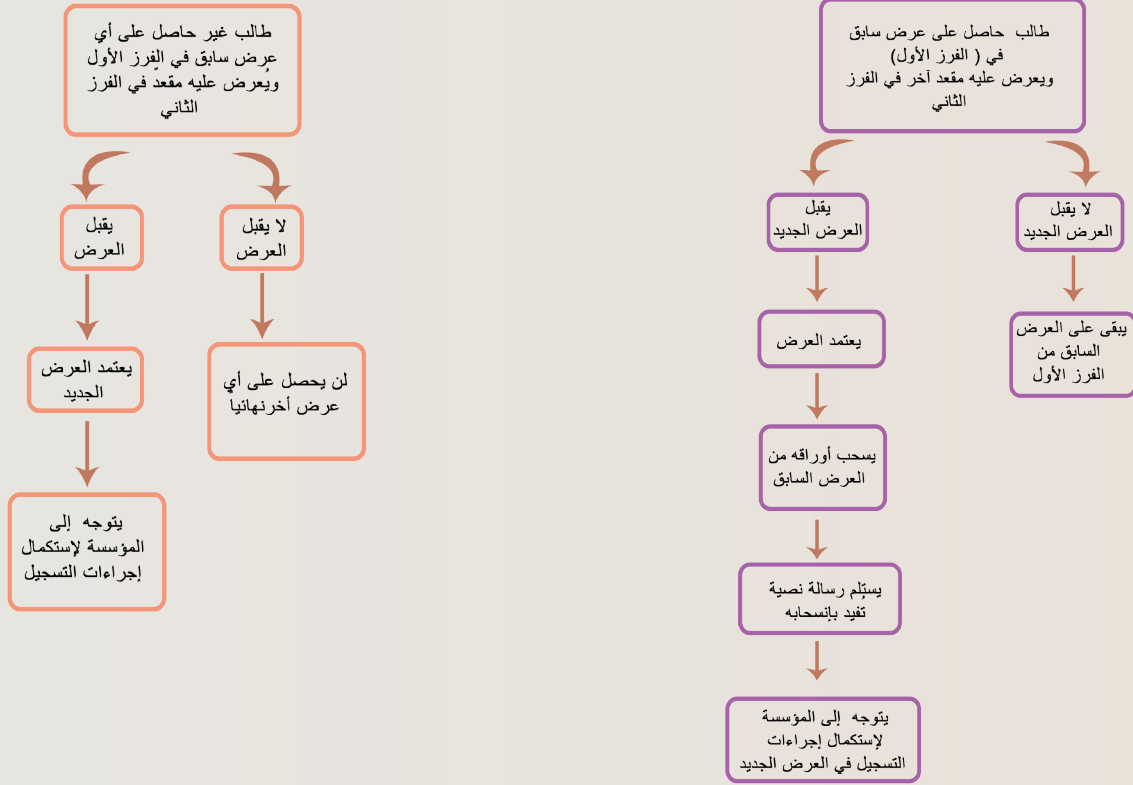 طالب  حاصل على عرض سابق
في ( الفرز الأول)
ويعرض عليه مقعد آخر في الفرز
الثاني
لا يقبل
العرض الجديد
يبقى على العرض
السابق من
الفرز الأول
يقبل
العرض الجديد
يعتمد العرض
يسحب أوراقه من
العرض السابق
يستلم رسالة نصية
تُفيد بإنسحابه
يتوجه  إلى المؤسسة
لإستكمال إجراءات
التسجيل في العرض الجديد
طالب غير حاصل على أيِ
عرض سابق في الفرز الأول
ويُعرض عليه مقعدٌ في الفرز
الثاني
لا يقبل
العرض
لن يحصل على أيِ
عرض أخرنهائياً
يقبل
العرض
يعتمد العرض
الجديد
يتوجه  إلى
المؤسسة لإستكمال
إجراءات التسجيل